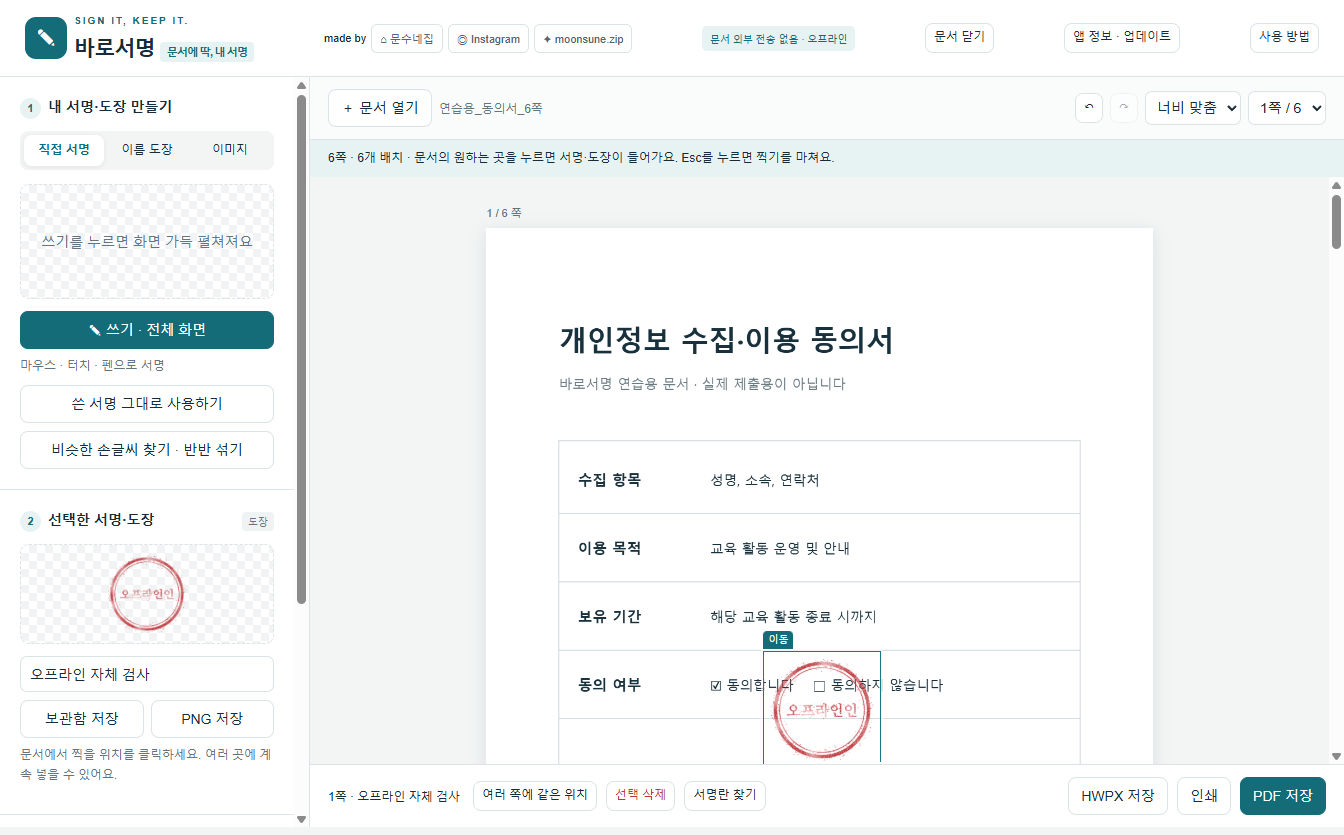 SIGN IT, KEEP IT.
바로서명 문서에 딱, 내 서명
made by ⌂ 문수네집 ◎ Instagram ✦ moonsune.zip
문서 외부 전송 없음 · 오프라인
문서 닫기
앱 정보 · 업데이트
사용 방법
1 내 서명·도장 만들기
직접 서명 이름 도장 이미지
쓰기를 누르면 화면 가득 펼쳐져요
✏ 쓰기 · 전체 화면
마우스 · 터치 · 펜으로 서명
쓴 서명 그대로 사용하기
비슷한 손글씨 찾기 · 반반 섞기
2 선택한 서명·도장 도장
오프라인인
오프라인 자체 검사
보관함 저장 PNG 저장
문서에서 찍을 위치를 클릭하세요. 여러 곳에 계
속 넣을 수 있어요.
+ 문서 열기 연습용_동의서_6쪽
너비 맞춤 1쪽 / 6
6쪽 · 6개 배치 · 문서의 원하는 곳을 누르면 서명·도장이 들어가요. Esc를 누르면 찍기를 마쳐요.
1 / 6 쪽
개인정보 수집·이용 동의서
바로서명 연습용 문서 · 실제 제출용이 아닙니다
수집 항목 성명, 소속, 연락처
이용 목적 교육 활동 운영 및 안내
보유 기간 해당 교육 활동 종료 시까지
이동
동의 여부 ☑ 동의합니다 □ 동의하지 않습니다
오프라인인
1쪽 · 오프라인 자체 검사 여러 쪽에 같은 위치 선택 삭제 서명란 찾기
HWPX 저장 인쇄 PDF 저장